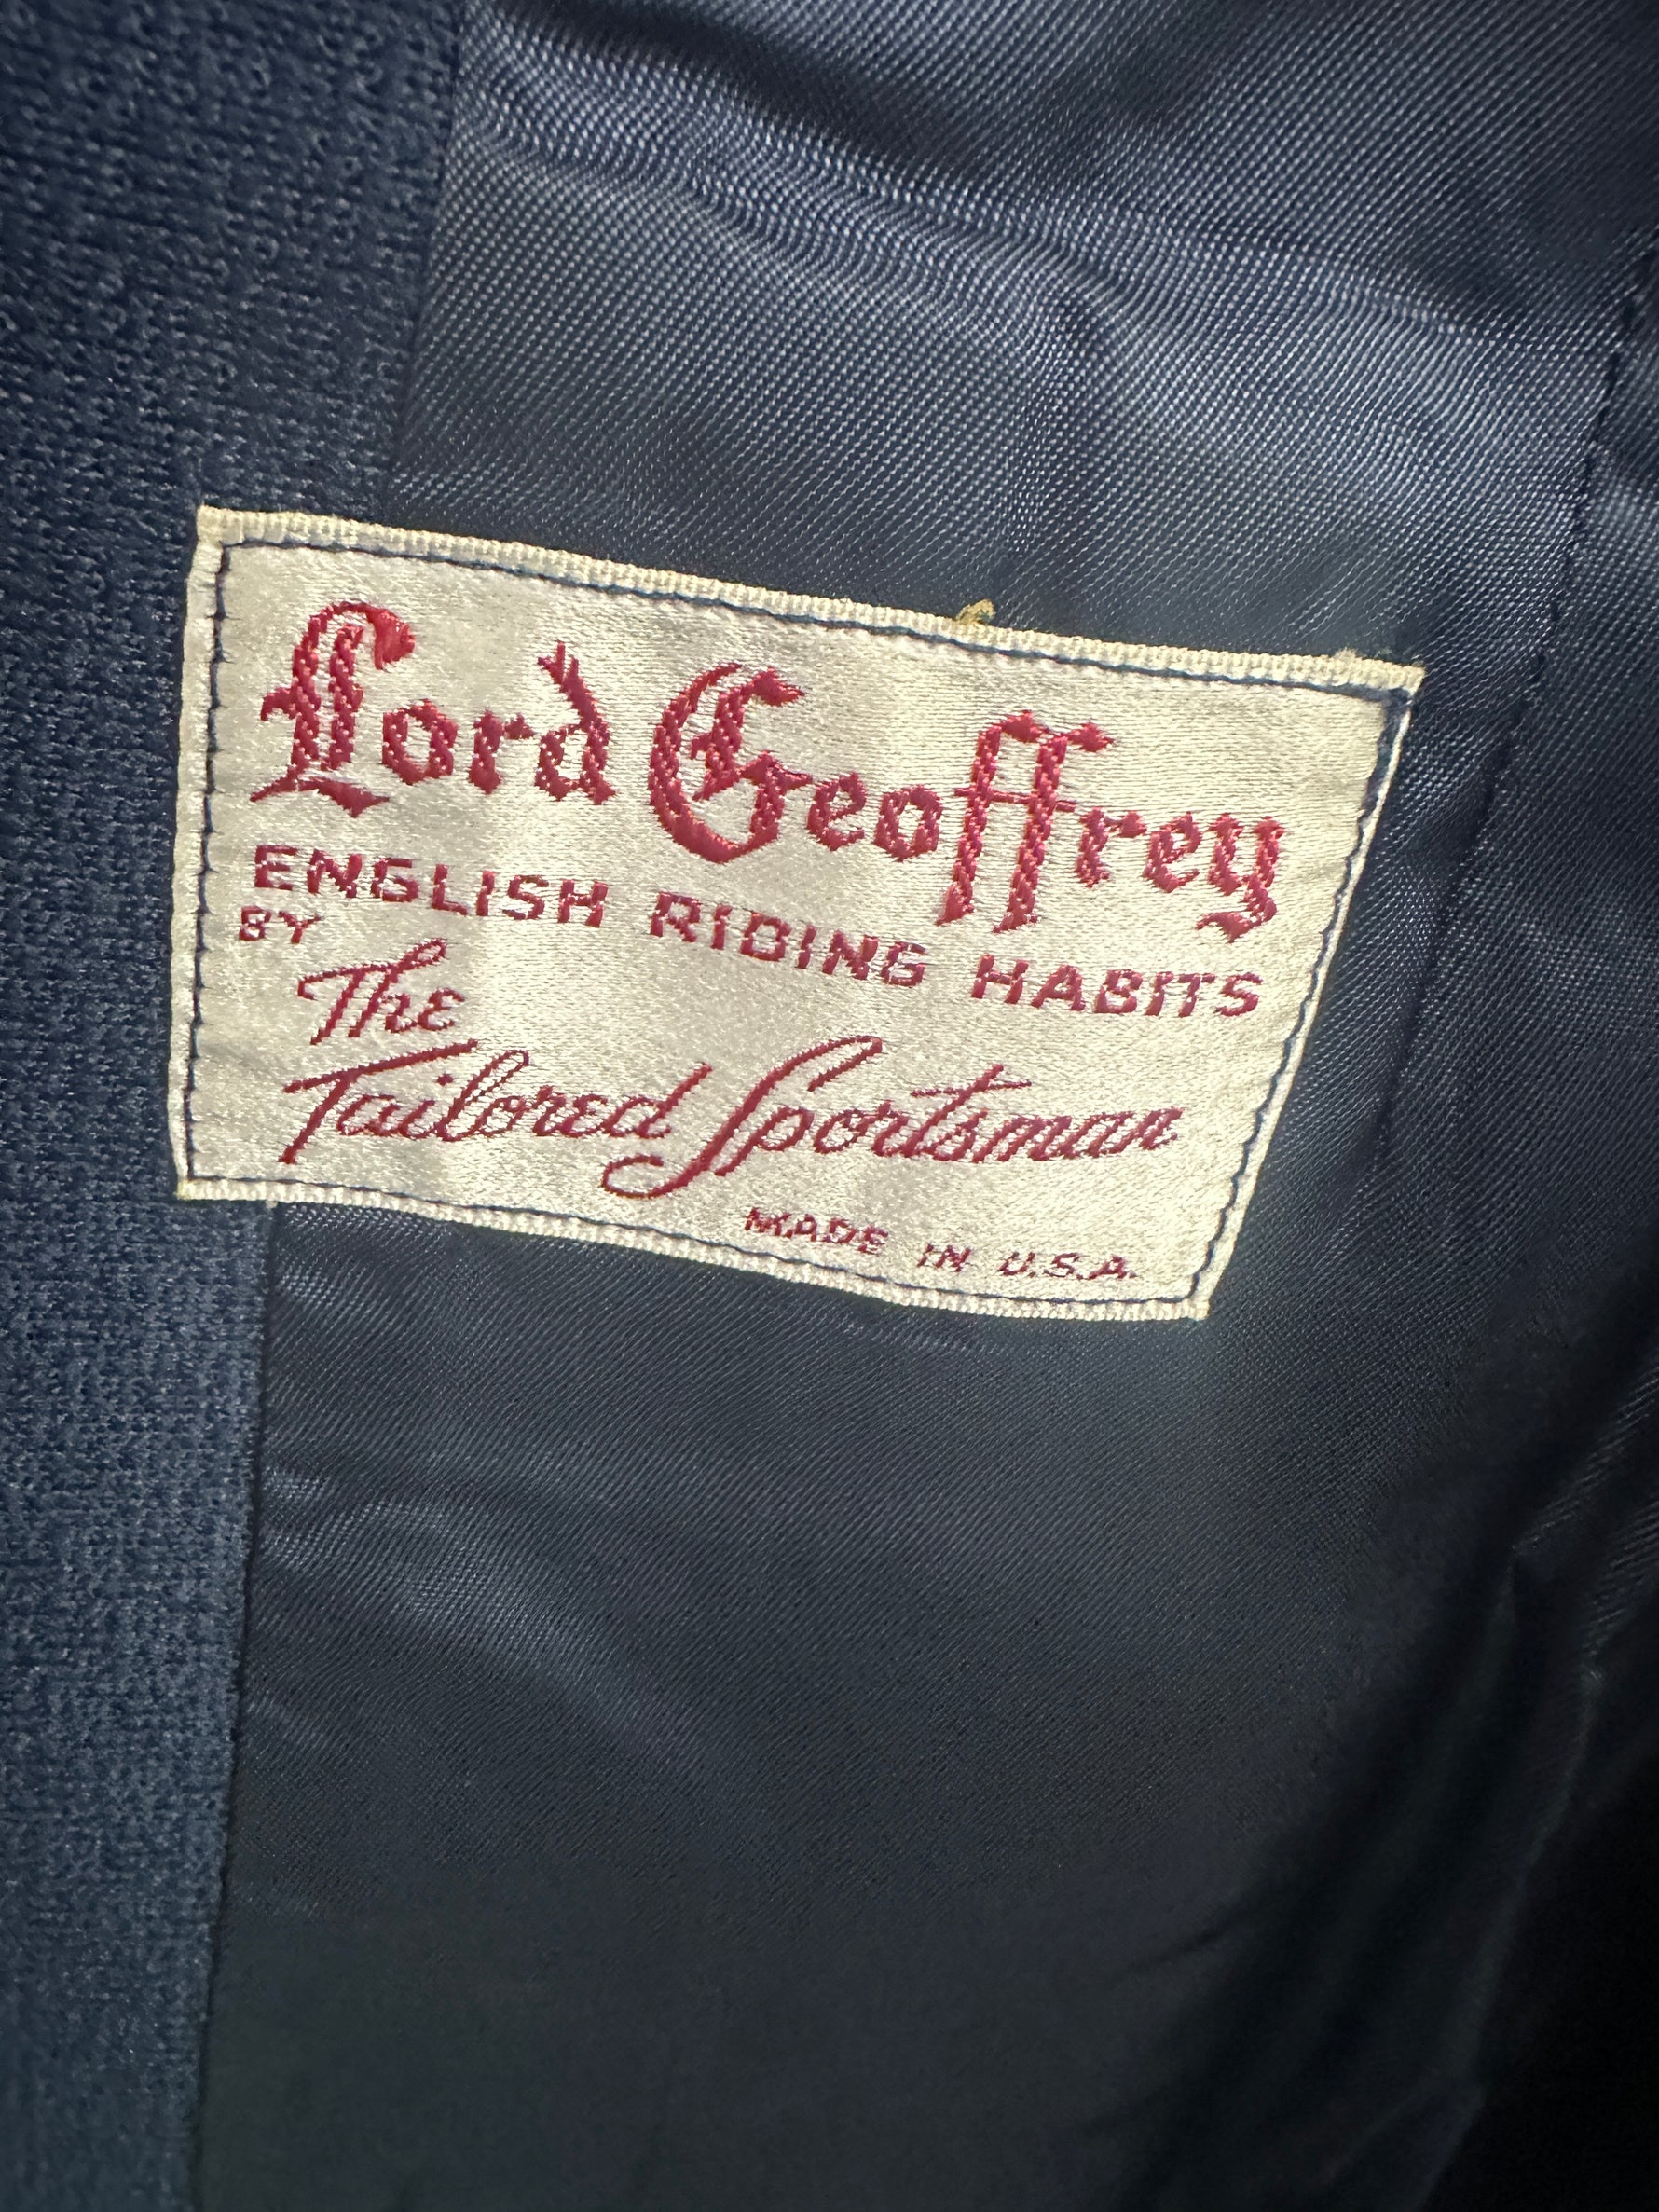 Lord Geoffrey
ENGLISH RIDING HABITS
BY
The
Tailored Sportsman
MADE IN U.S.A.